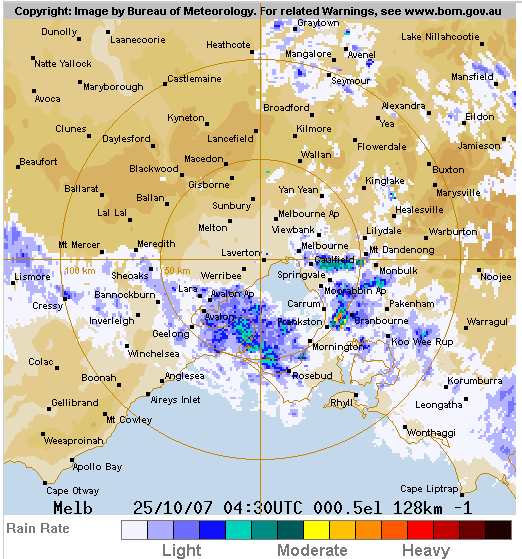 Copyright: Image by Bureau of Meteorology. For related Warnings, see www.bom.gov.au
Graytown
Dunolly
Laanecoorie
Lake Nillahcootie
Heathcote
Mangalore
Avenel
Natte Yallock
Castlemaine
Seymour
Mansfield
Maryborough
Avoca
Broadford
Alexandra
Kyneton
Yea
Eildon
Clunes
Kilmore
Daylesford
Lancefield
Flowerdale
Jamieson
Wallan
Beaufort
Macedon
Blackwood
Buxton
Gisborne
Kinglake
Ballarat
Yan Yean
Marysville
Ballan
Sunbury
Lal Lal
Melbourne Ap
Healesville
Melton
Viewbank
Lilydale
Warburton
Mt Mercer
Meredith
Melbourne
Mt Dandenong
Laverton
Caulfield
100 km
50 km
Lismore
Sheoaks
Werribee
Springvale
Monbulk
Noojee
Lara
Moorabbin Ap
Bannockburn
Avalon Ap
Cressy
Carrum
Pakenham
Inverleigh
Avalon
Frankston
Cranbourne
Geelong
Warragul
Koo Wee Rup
Mornington
Winchelsea
Colac
Rosebud
Boonah
Anglesea
Korumburra
Gellibrand
Aireys Inlet
Rhyll
Leongatha
Mt Cowley
Wonthaggi
Weeaproinah
Apollo Bay
Cape Otway
Cape Liptrap
Melb 25/10/07 04:30UTC 000.5el 128km -1
Rain Rate
Light Moderate Heavy